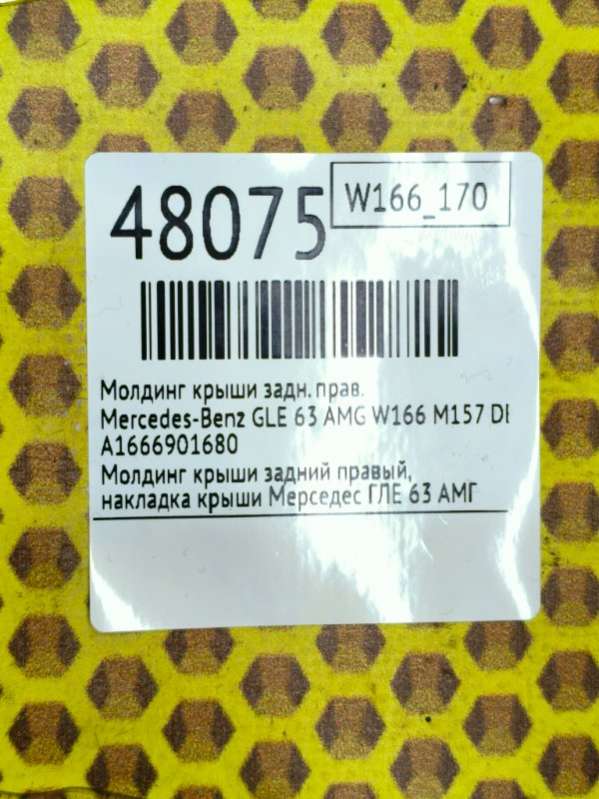 48075
W166_170
Молдинг крыши задн. прав.
Mercedes-Benz GLE 63 AMG W166 M157 DE
A1666901680
Молдинг крыши задний правый,
накладка крыши Мерседес ГЛЕ 63 АМГ